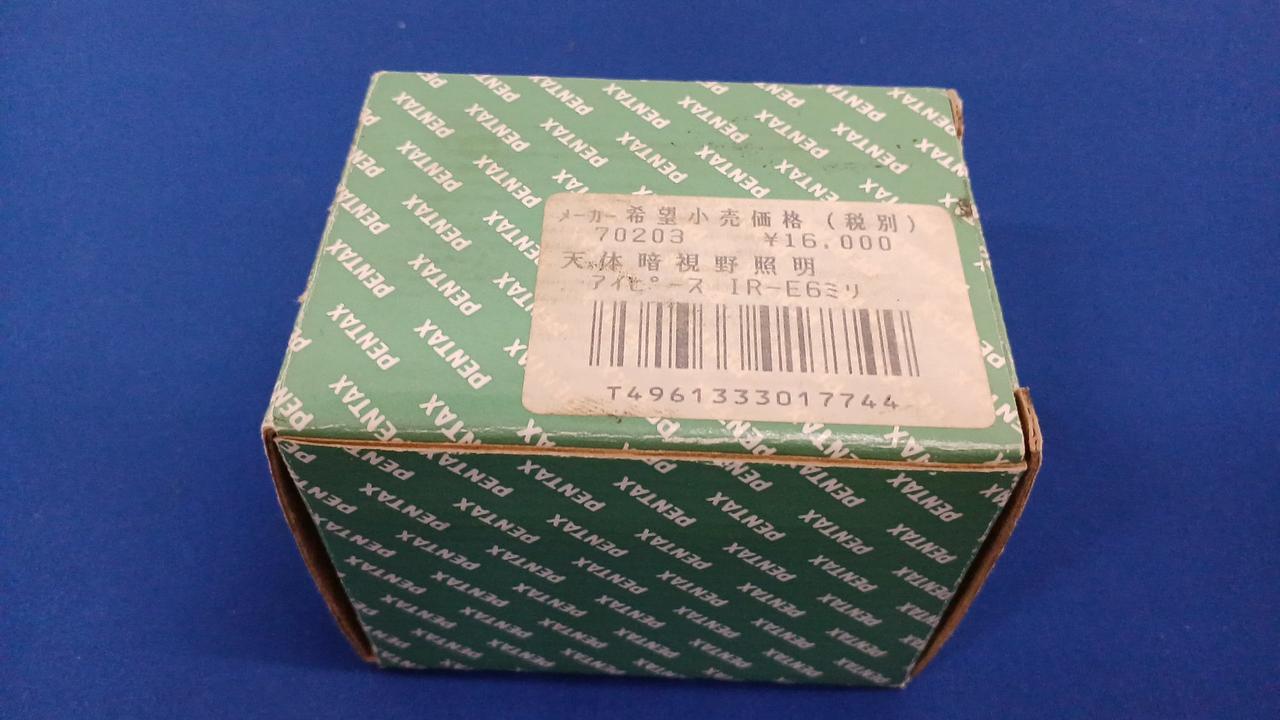 メーカー希望小売価格(税別)
70203 ¥16,000
天体暗視野照明
アイピース IR-E6ミリ
T4961333017744
PENTAX